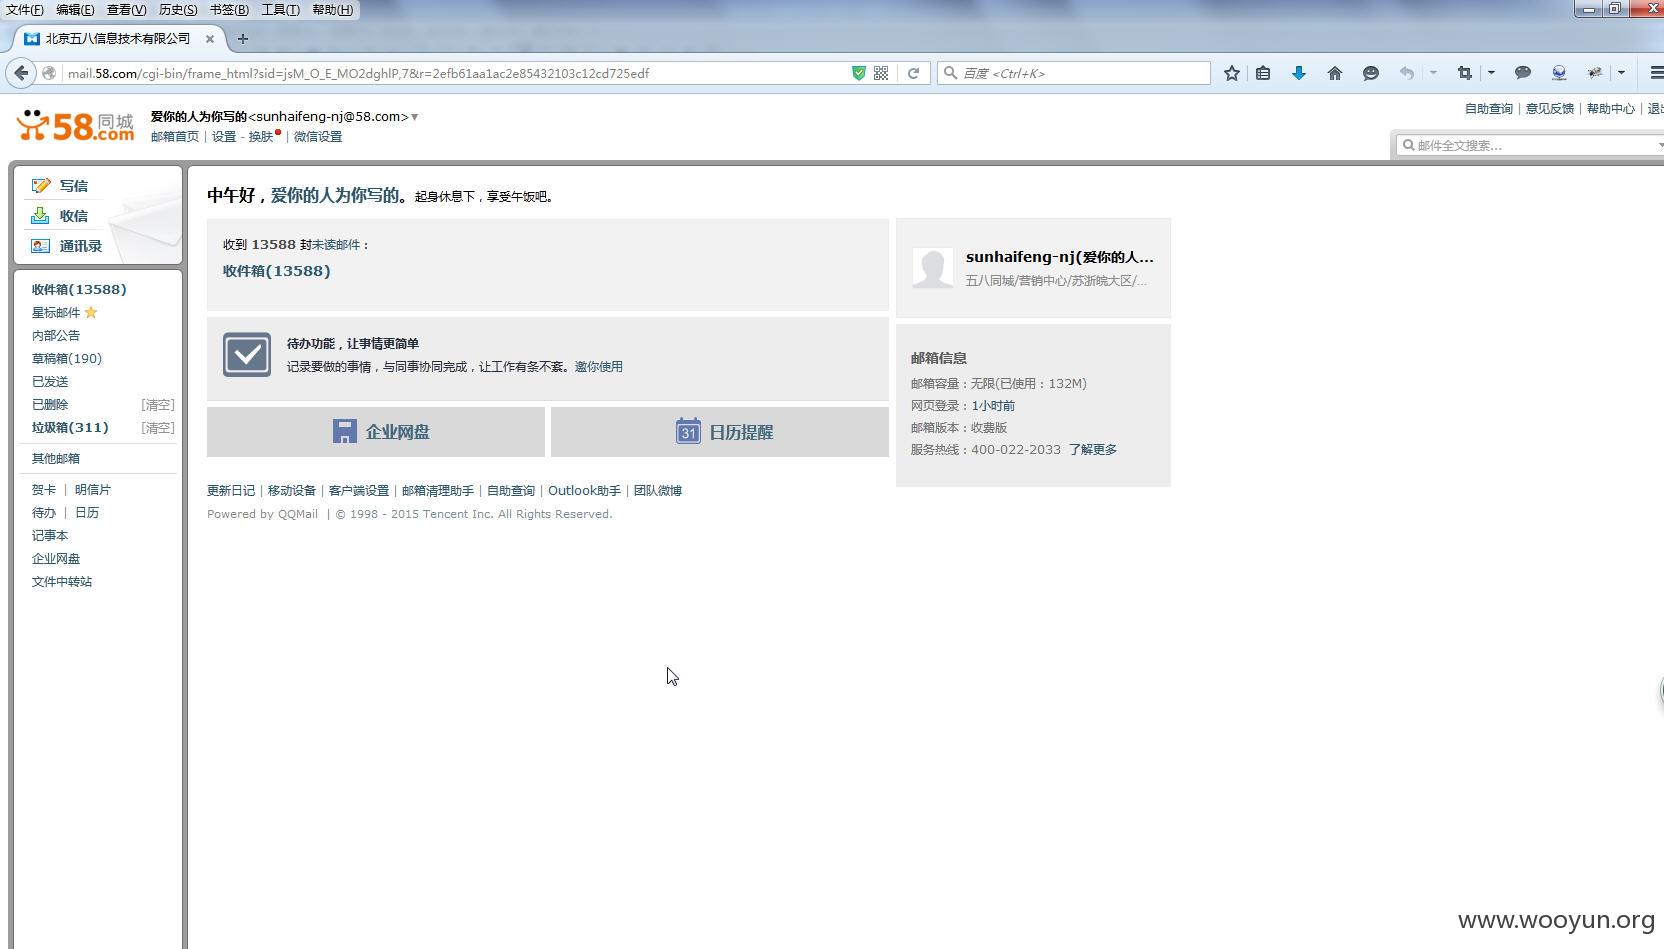 文件(F) 编辑(E) 查看(V) 历史(S) 书签(B) 工具(T) 帮助(H)
北京五八信息技术有限公司
mail.58.com/cgi-bin/frame_html?sid=jsM_O_E_MO2dghlP,7&r=2efb61aa1ac2e85432103c12cd725edf
百度 <Ctrl+K>
58同城.com
爱你的人为你写的<sunhaifeng-nj@58.com>
邮箱首页 | 设置 - 换肤 | 微信设置
自助查询 | 意见反馈 | 帮助中心 |
邮件全文搜索...
写信
收信
通讯录
收件箱(13588)
星标邮件
内部公告
草稿箱(190)
已发送
已删除 [清空]
垃圾箱(311) [清空]
其他邮箱
贺卡 | 明信片
待办 | 日历
记事本
企业网盘
文件中转站
中午好，爱你的人为你写的。起身休息下，享受午饭吧。
收到 13588 封未读邮件：
收件箱(13588)
待办功能，让事情更简单
记录要做的事情，与同事协同完成，让工作有条不紊。邀你使用
企业网盘
31 日历提醒
更新日记 | 移动设备 | 客户端设置 | 邮箱清理助手 | 自助查询 | Outlook助手 | 团队微博
Powered by QQMail | © 1998 - 2015 Tencent Inc. All Rights Reserved.
sunhaifeng-nj(爱你的人...
五八同城/营销中心/苏浙皖大区/...
邮箱信息
邮箱容量：无限(已使用：132M)
网页登录：1小时前
邮箱版本：收费版
服务热线：400-022-2033 了解更多
www.wooyun.org